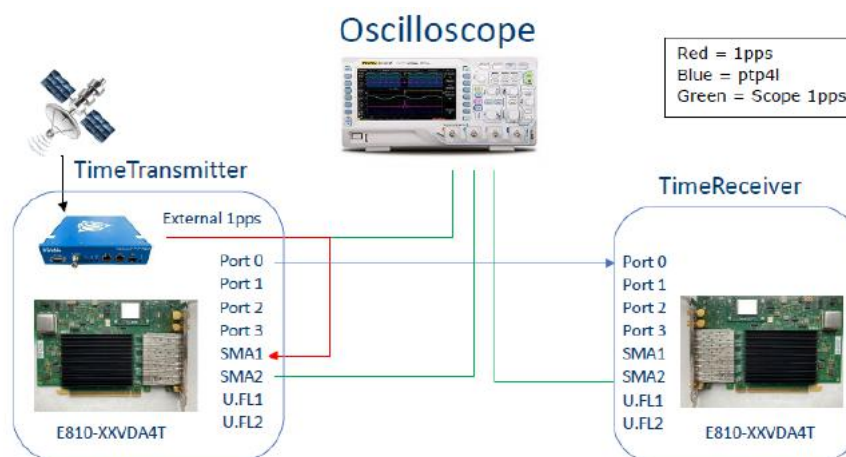 Oscilloscope
Red = 1pps
Blue = ptp4l
Green = Scope 1pps
TimeTransmitter
TimeReceiver
External 1pps
Port 0
Port 1
Port 2
Port 3
SMA1
SMA2
U.FL1
U.FL2
E810-XXVDA4T
Port 0
Port 1
Port 2
Port 3
SMA1
SMA2
U.FL1
U.FL2
E810-XXVDA4T